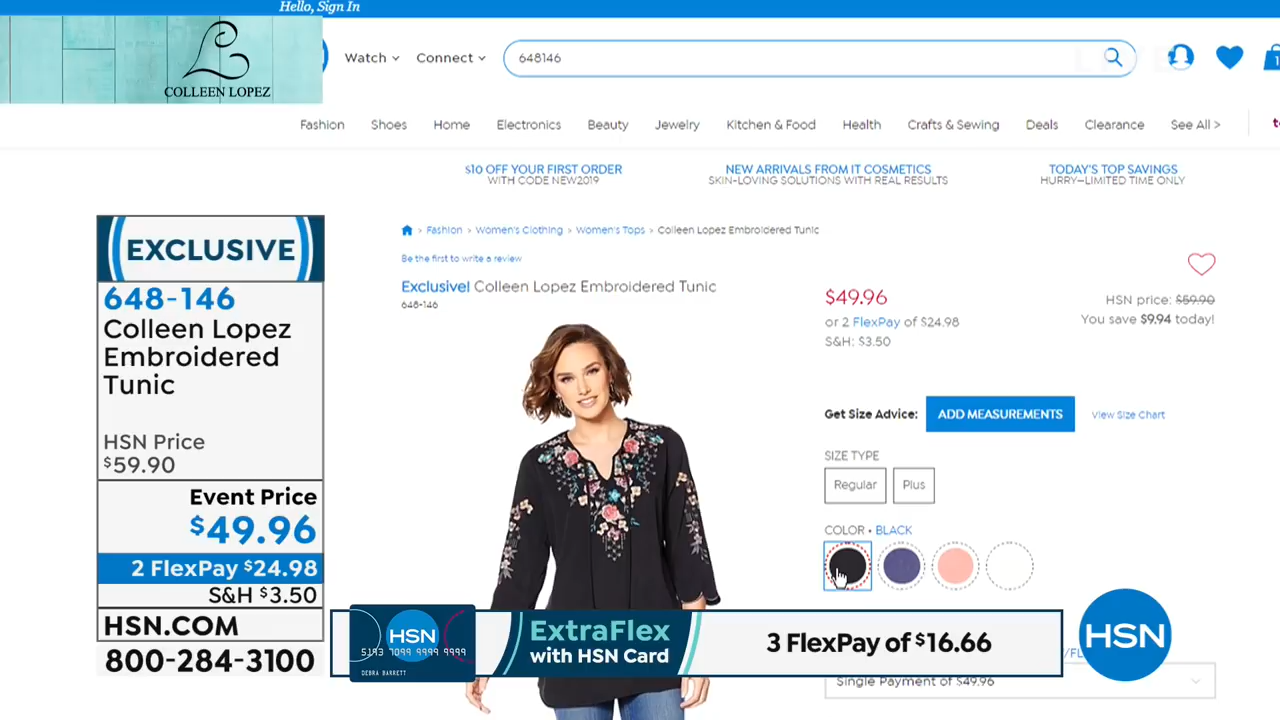 Hello, Sign In
COLLEEN LOPEZ
Watch
Connect
648146
1
Fashion
Shoes
Home
Electronics
Beauty
Jewelry
Kitchen & Food
Health
Crafts & Sewing
Deals
Clearance
See All >
$10 OFF YOUR FIRST ORDER
WITH CODE NEW2019
NEW ARRIVALS FROM IT COSMETICS
SKIN-LOVING SOLUTIONS WITH REAL RESULTS
TODAY'S TOP SAVINGS
HURRY—LIMITED TIME ONLY
EXCLUSIVE
648-146
Colleen Lopez
Embroidered
Tunic
HSN Price
$59.90
Event Price
$49.96
2 FlexPay $24.98
S&H $3.50
HSN.COM
800-284-3100
> Fashion > Women's Clothing > Women's Tops > Colleen Lopez Embroidered Tunic
Be the first to write a review
Exclusive! Colleen Lopez Embroidered Tunic
648-146
$49.96
or 2 FlexPay of $24.98
S&H: $3.50
HSN price: $59.90
You save $9.94 today!
Get Size Advice:
ADD MEASUREMENTS
View Size Chart
SIZE TYPE
Regular
Plus
COLOR • BLACK
HSN
5193 7099 9999 9999
DEBRA BARRETT
ExtraFlex
with HSN Card
3 FlexPay of $16.66
HSN
Single Payment of $49.96